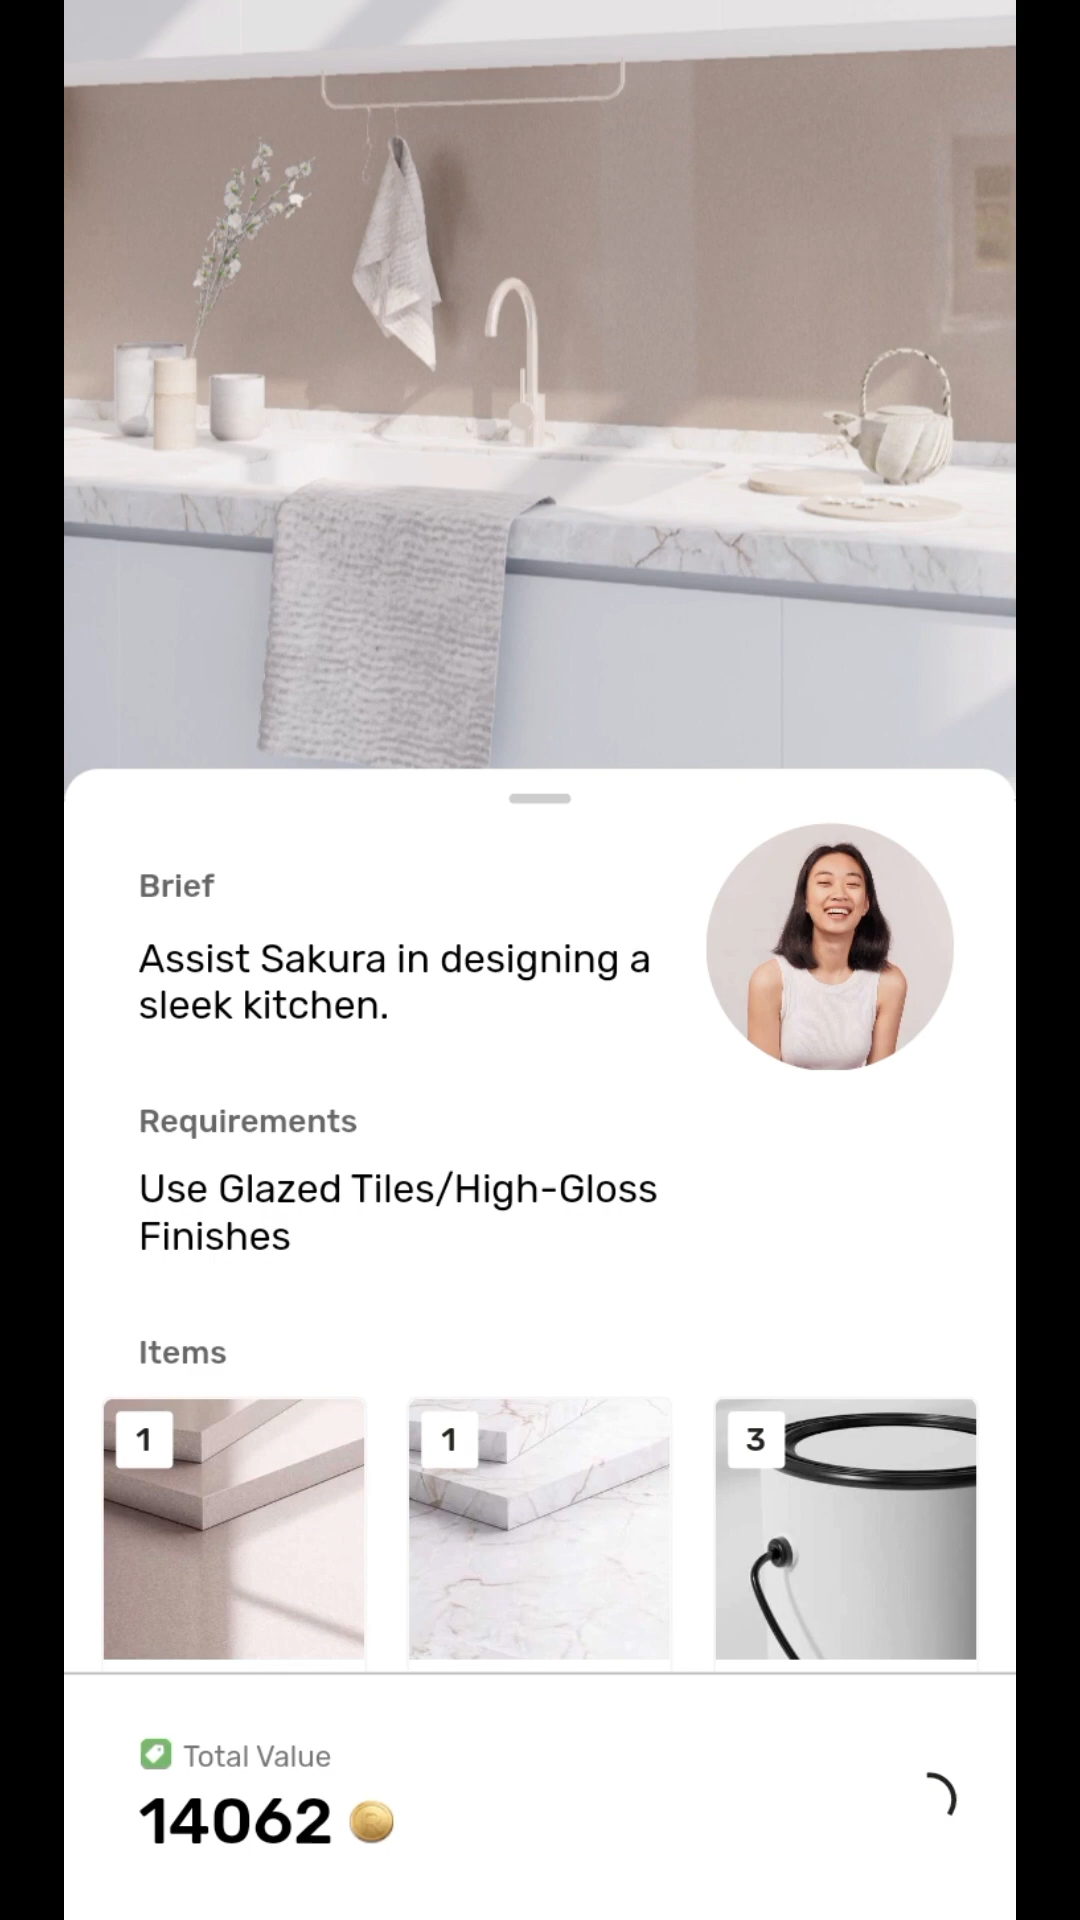 Brief
Assist Sakura in designing a
sleek kitchen.
Requirements
Use Glazed Tiles/High-Gloss
Finishes
Items
1
1
3
Total Value
14062